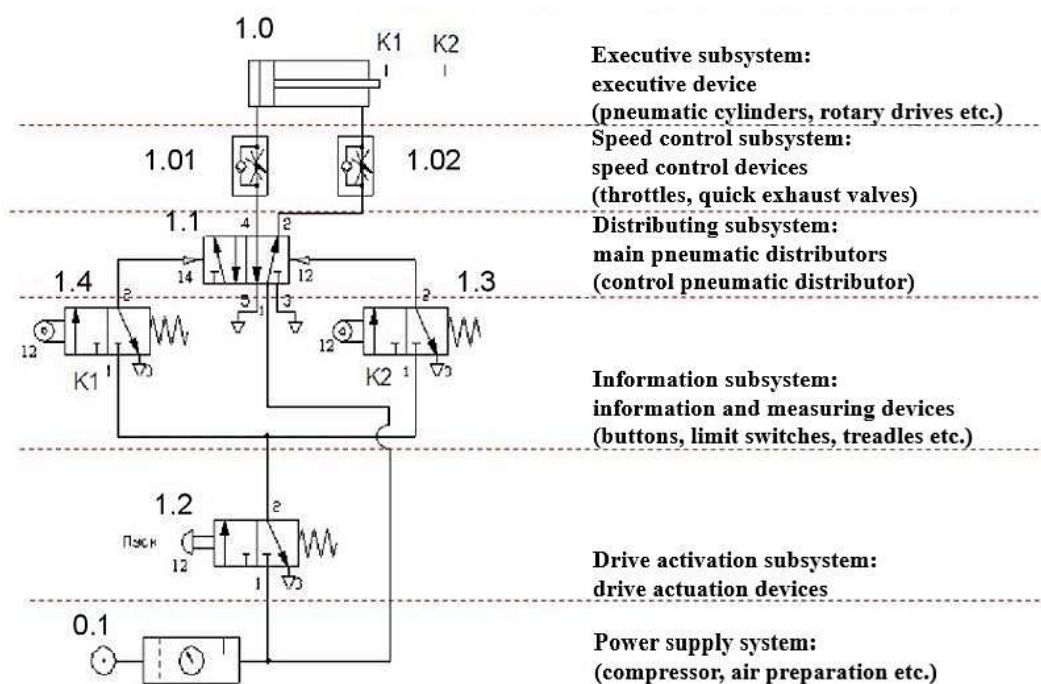 1.0
K1 K2
Executive subsystem:
executive device
(pneumatic cylinders, rotary drives etc.)
1.01
1.02
Speed control subsystem:
speed control devices
(throttles, quick exhaust valves)
1.1
4 2
14 12
5 1 3
Distributing subsystem:
main pneumatic distributors
(control pneumatic distributor)
1.4
2
12
K1 1 3
1.3
2
12
K2 1 3
Information subsystem:
information and measuring devices
(buttons, limit switches, treadles etc.)
1.2
2
Пуск
12
1 3
Drive activation subsystem:
drive actuation devices
0.1
Power supply system:
(compressor, air preparation etc.)